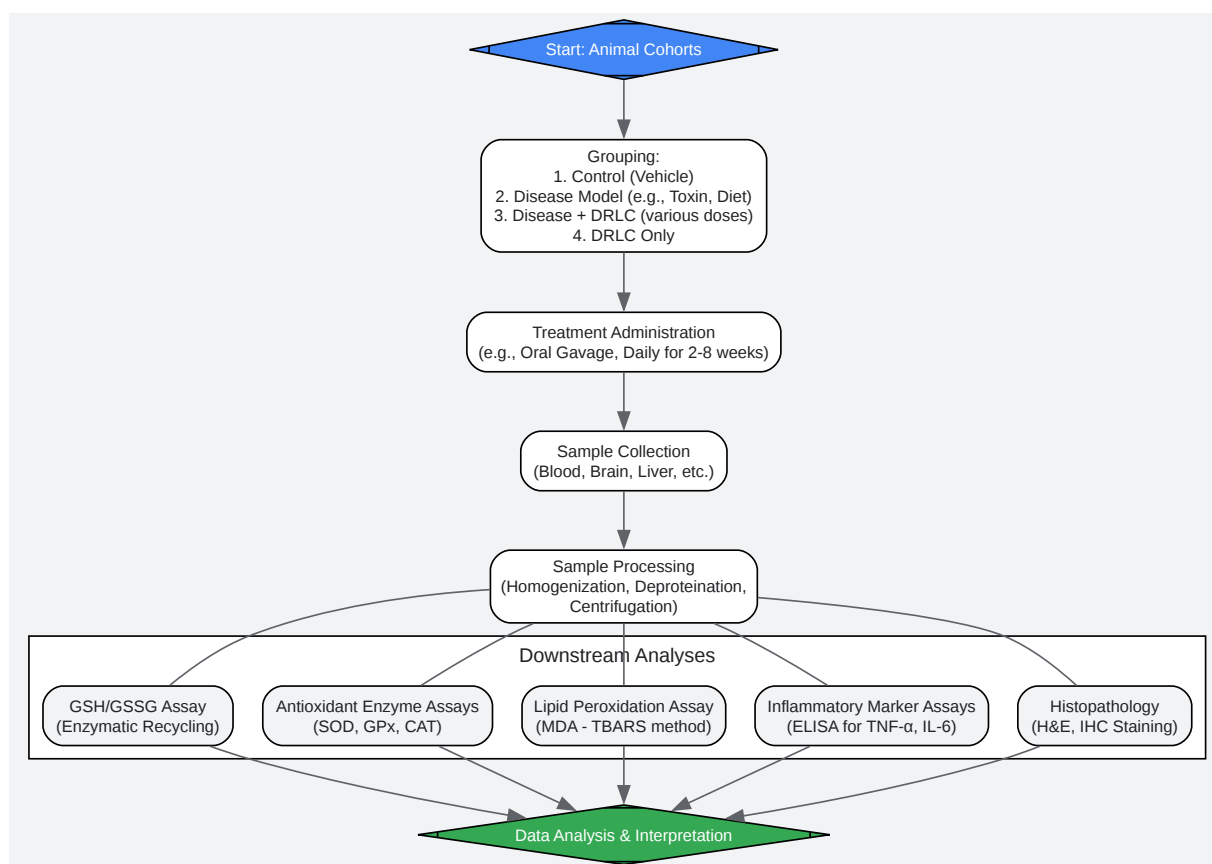 Start: Animal Cohorts
Grouping:
1. Control (Vehicle)
2. Disease Model (e.g., Toxin, Diet)
3. Disease + DRLC (various doses)
4. DRLC Only
Treatment Administration
(e.g., Oral Gavage, Daily for 2-8 weeks)
Sample Collection
(Blood, Brain, Liver, etc.)
Sample Processing
(Homogenization, Deproteination,
Centrifugation)
Downstream Analyses
GSH/GSSG Assay
(Enzymatic Recycling)
Antioxidant Enzyme Assays
(SOD, GPx, CAT)
Lipid Peroxidation Assay
(MDA - TBARS method)
Inflammatory Marker Assays
(ELISA for TNF-α, IL-6)
Histopathology
(H&E, IHC Staining)
Data Analysis & Interpretation